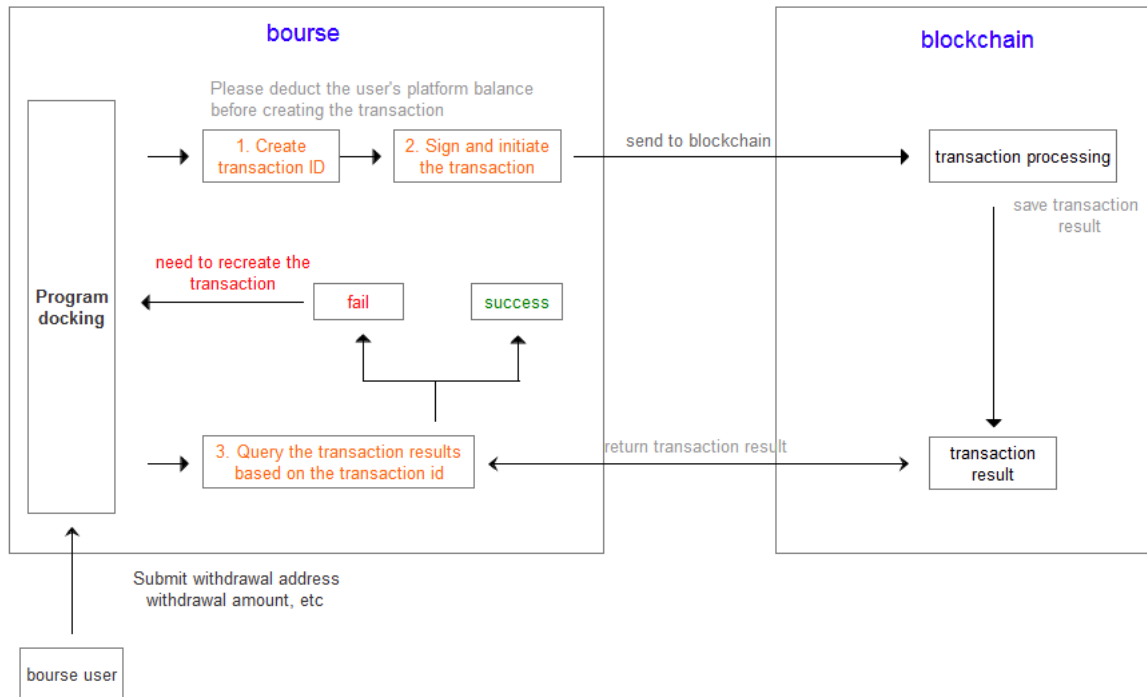 bourse
blockchain
Please deduct the user's platform balance
before creating the transaction
1. Create
transaction ID
2. Sign and initiate
the transaction
send to blockchain
transaction processing
save transaction
result
need to recreate the
transaction
fail
success
Program
docking
3. Query the transaction results
based on the transaction id
return transaction result
transaction
result
Submit withdrawal address
withdrawal amount, etc
bourse user